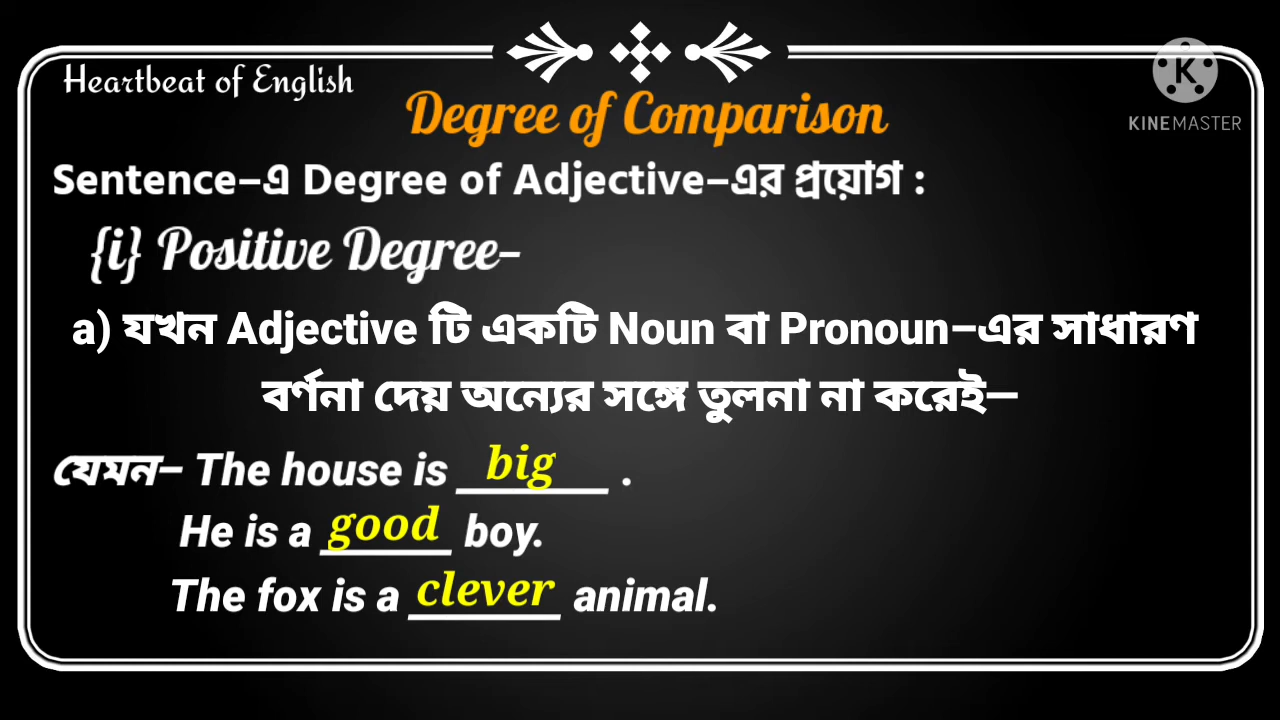 Heartbeat of English
KINEMASTER
Degree of Comparison
Sentence–এ Degree of Adjective–এর প্রয়োগ :
{i} Positive Degree–
a) যখন Adjective টি একটি Noun বা Pronoun–এর সাধারণ
বর্ণনা দেয় অন্যের সঙ্গে তুলনা না করেই—
যেমন– The house is big .
He is a good boy.
The fox is a clever animal.